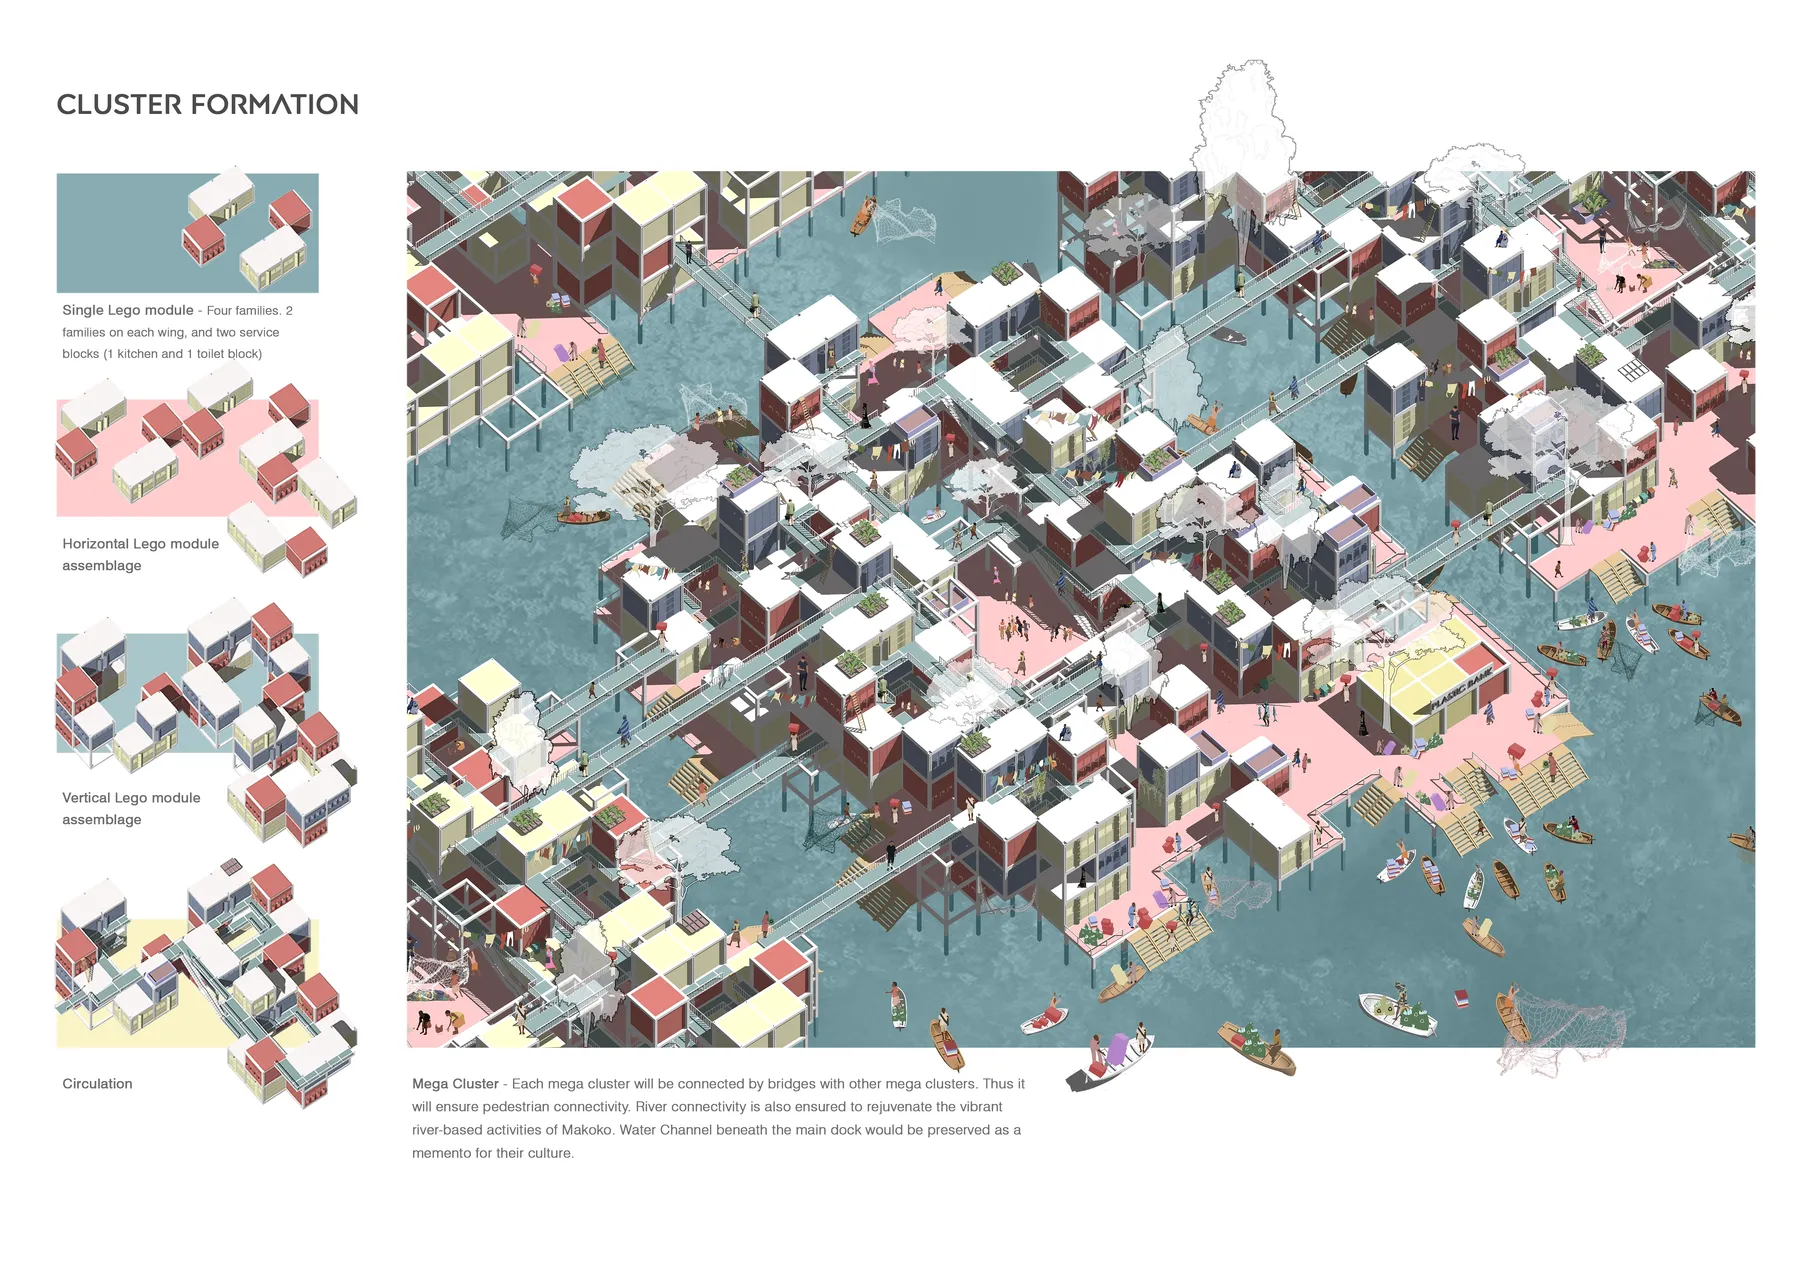 CLUSTER FORMATION
Single Lego module - Four families. 2
families on each wing, and two service
blocks (1 kitchen and 1 toilet block)
Horizontal Lego module
assemblage
Vertical Lego module
assemblage
Circulation
PLASTIC BANK
Mega Cluster - Each mega cluster will be connected by bridges with other mega clusters. Thus it
will ensure pedestrian connectivity. River connectivity is also ensured to rejuvenate the vibrant
river-based activities of Makoko. Water Channel beneath the main dock would be preserved as a
memento for their culture.